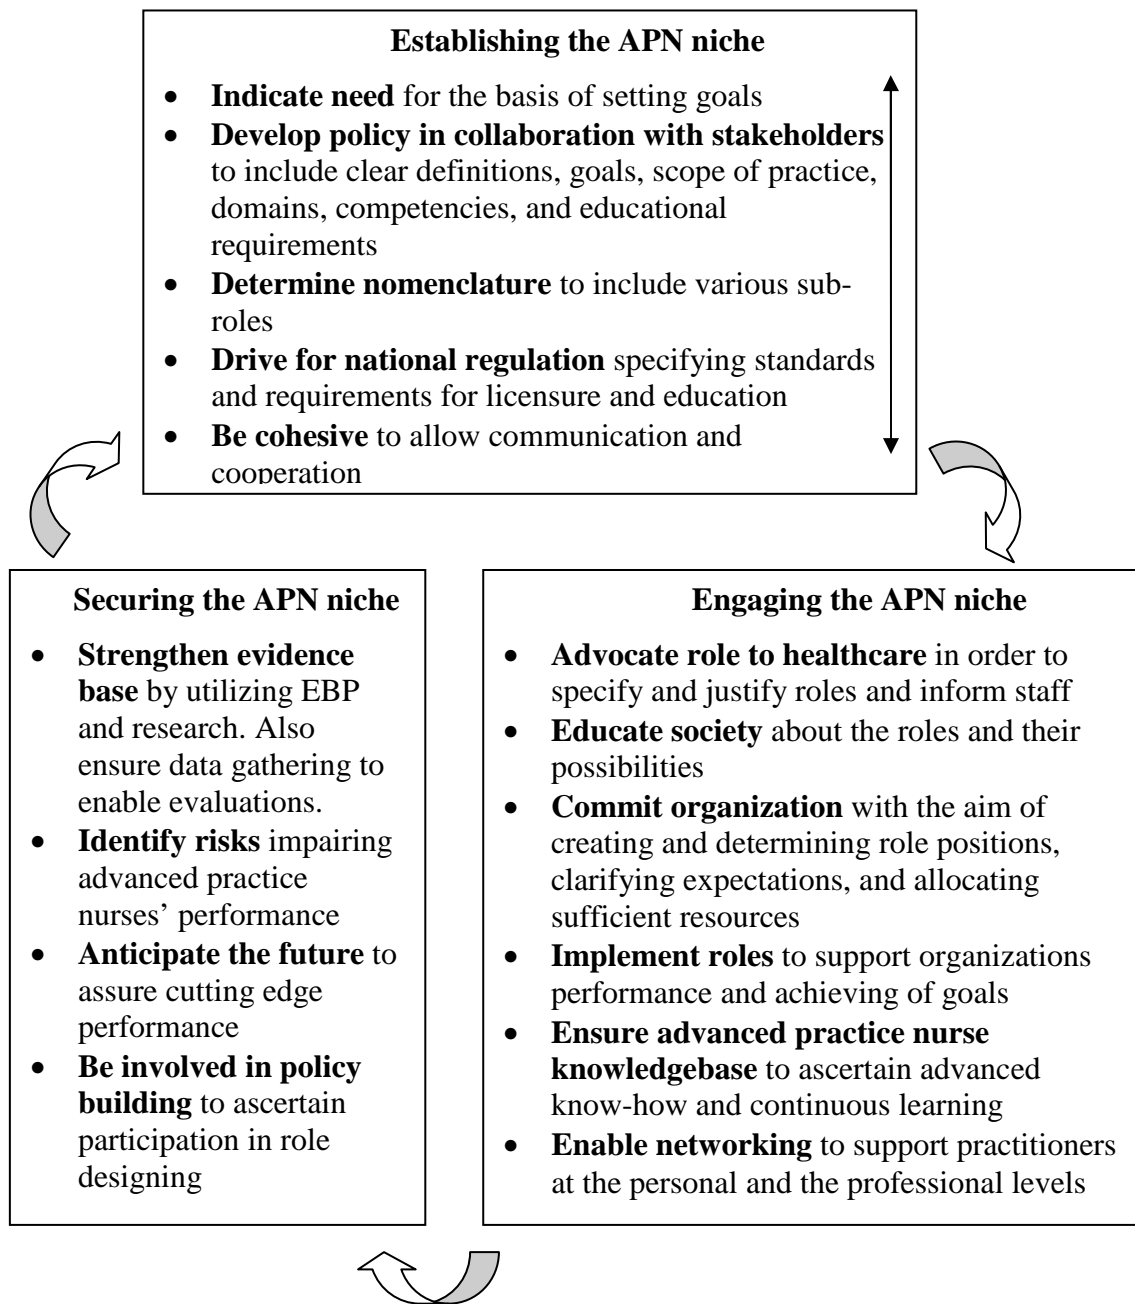 Establishing the APN niche
• Indicate need for the basis of setting goals
• Develop policy in collaboration with stakeholders
to include clear definitions, goals, scope of practice,
domains, competencies, and educational
requirements
• Determine nomenclature to include various sub-
roles
• Drive for national regulation specifying standards
and requirements for licensure and education
• Be cohesive to allow communication and
cooperation
Securing the APN niche
• Strengthen evidence
base by utilizing EBP
and research. Also
ensure data gathering to
enable evaluations.
• Identify risks impairing
advanced practice
nurses’ performance
• Anticipate the future to
assure cutting edge
performance
• Be involved in policy
building to ascertain
participation in role
designing
Engaging the APN niche
• Advocate role to healthcare in order to
specify and justify roles and inform staff
• Educate society about the roles and their
possibilities
• Commit organization with the aim of
creating and determining role positions,
clarifying expectations, and allocating
sufficient resources
• Implement roles to support organizations
performance and achieving of goals
• Ensure advanced practice nurse
knowledgebase to ascertain advanced
know-how and continuous learning
• Enable networking to support practitioners
at the personal and the professional levels